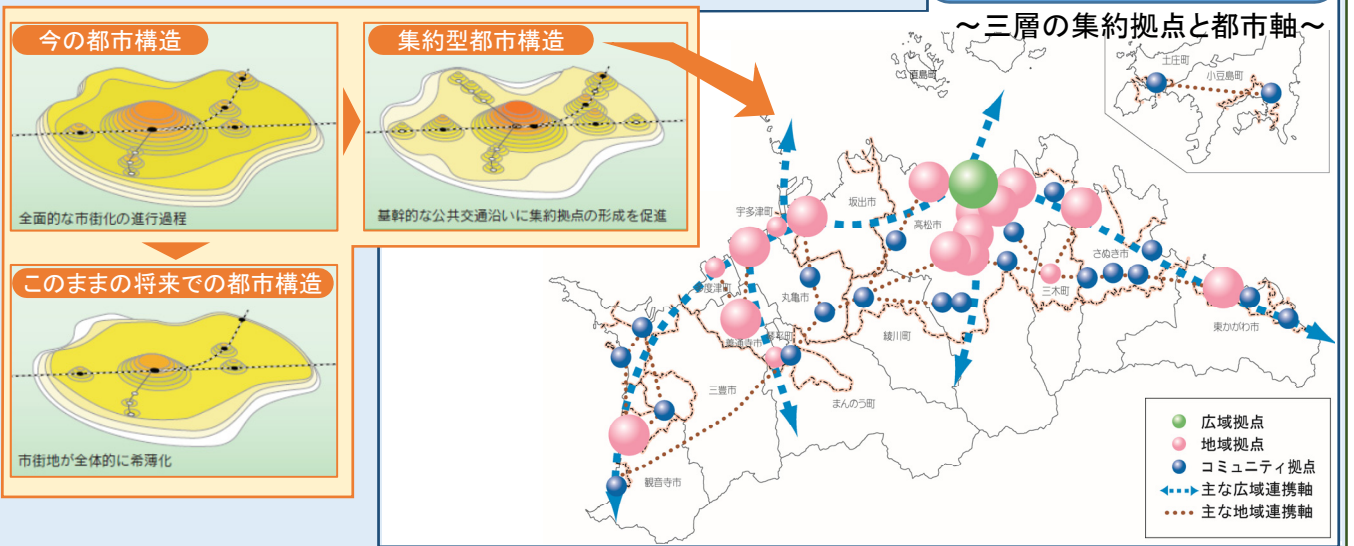 今の都市構造
全面的な市街化の進行過程
集約型都市構造
基幹的な公共交通沿いに集約拠点の形成を促進
このままの将来での都市構造
市街地が全体的に希薄化
～三層の集約拠点と都市軸～
直島町
土庄町
小豆島町
宇多津町
坂出市
高松市
さぬき市
三木町
東かがわ市
多度津町
丸亀市
綾川町
善通寺市
琴平町
三豊市
まんのう町
観音寺市
広域拠点
地域拠点
コミュニティ拠点
主な広域連携軸
主な地域連携軸